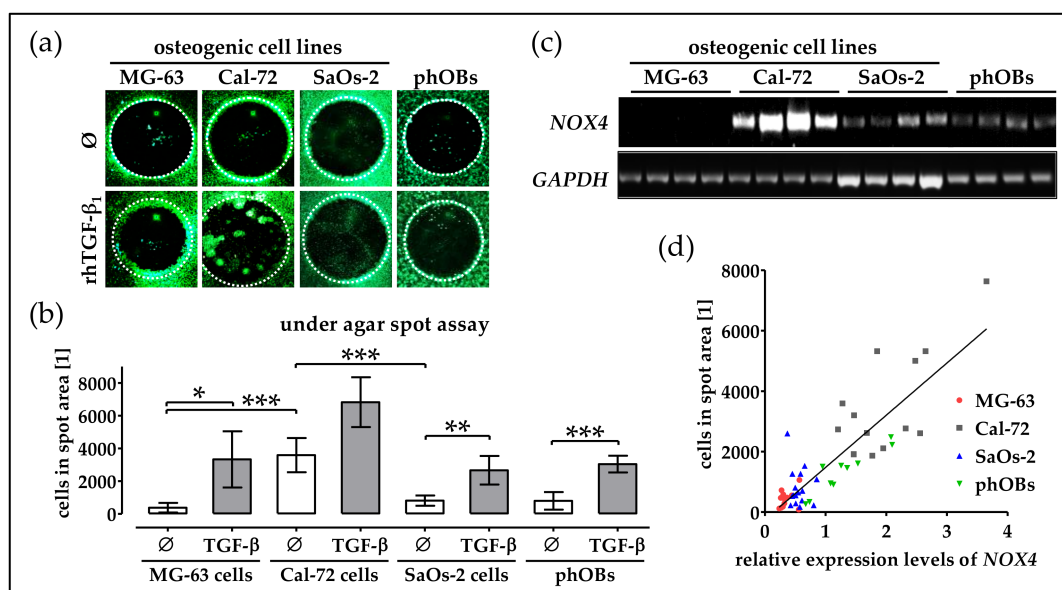 (a)
osteogenic cell lines
MG-63 Cal-72 SaOs-2 phOBs
Ø
rhTGF-β1
(b)
under agar spot assay
cells in spot area [1]
8000
6000
4000
2000
0
* *** *** ** ***
∅ TGF-β ∅ TGF-β ∅ TGF-β ∅ TGF-β
MG-63 cells Cal-72 cells SaOs-2 cells phOBs
(c)
osteogenic cell lines
MG-63 Cal-72 SaOs-2 phOBs
NOX4
GAPDH
(d)
cells in spot area [1]
8000
6000
4000
2000
0
MG-63
Cal-72
SaOs-2
phOBs
0 1 2 3 4
relative expression levels of NOX4